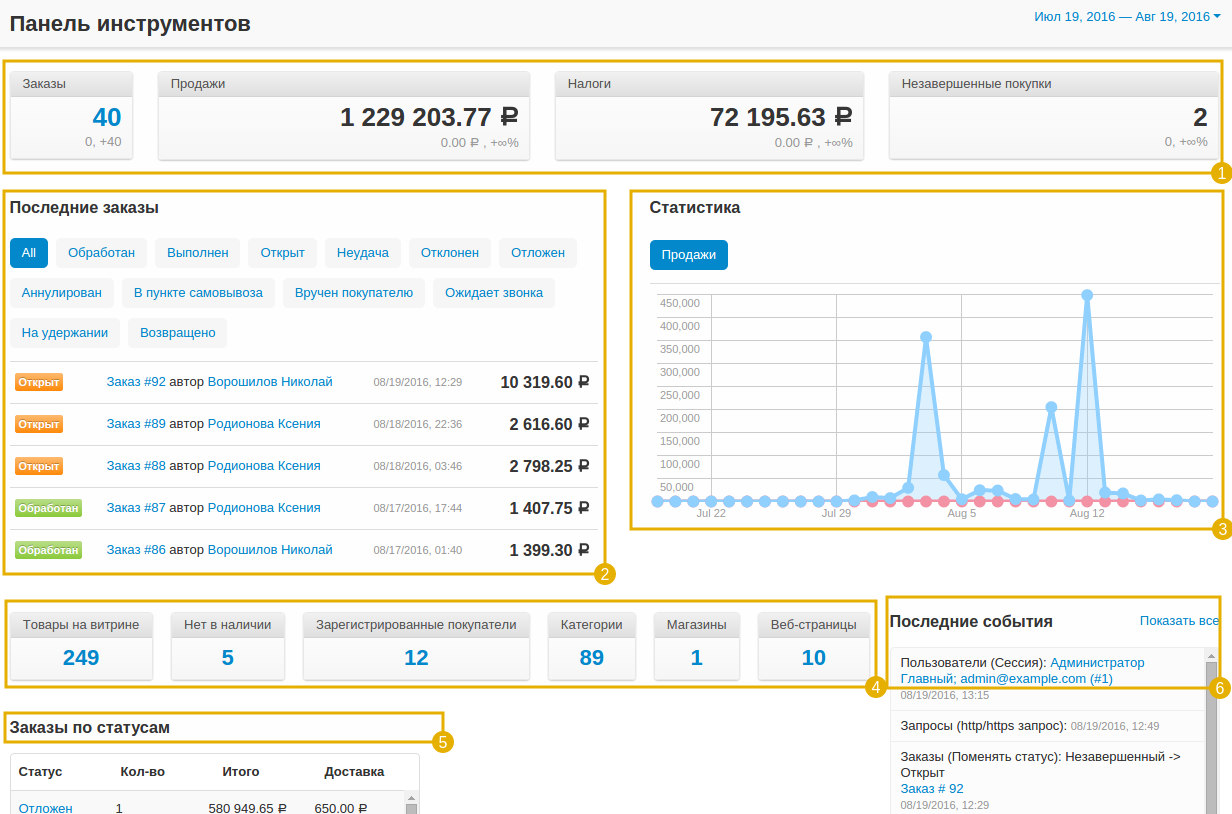 Панель инструментов
Июл 19, 2016 — Авг 19, 2016
Заказы
40
0, +40
Продажи
1 229 203.77 ₽
0.00 ₽ , +∞%
Налоги
72 195.63 ₽
0.00 ₽ , +∞%
Незавершенные покупки
2
0, +∞%
1
Последние заказы
All Обработан Выполнен Открыт Неудача Отклонен Отложен
Аннулирован В пункте самовывоза Вручен покупателю Ожидает звонка
На удержании Возвращено
Открыт Заказ #92 автор Ворошилов Николай 08/19/2016, 12:29 10 319.60 ₽
Открыт Заказ #89 автор Родионова Ксения 08/18/2016, 22:36 2 616.60 ₽
Открыт Заказ #88 автор Родионова Ксения 08/18/2016, 03:46 2 798.25 ₽
Обработан Заказ #87 автор Родионова Ксения 08/17/2016, 17:44 1 407.75 ₽
Обработан Заказ #86 автор Ворошилов Николай 08/17/2016, 01:40 1 399.30 ₽
2
Статистика
Продажи
450,000
400,000
350,000
300,000
250,000
200,000
150,000
100,000
50,000
Jul 22 Jul 29 Aug 5 Aug 12
3
Товары на витрине
249
Нет в наличии
5
Зарегистрированные покупатели
12
Категории
89
Магазины
1
Веб-страницы
10
4
Последние события Показать все
Пользователи (Сессия): Администратор
Главный; admin@example.com (#1)
08/19/2016, 13:15
6
Запросы (http/https запрос): 08/19/2016, 12:49
Заказы (Поменять статус): Незавершенный ->
Открыт
Заказ # 92
08/19/2016, 12:29
Заказы по статусам
5
Статус Кол-во Итого Доставка
Отложен 1 580 949.65 ₽ 650.00 ₽